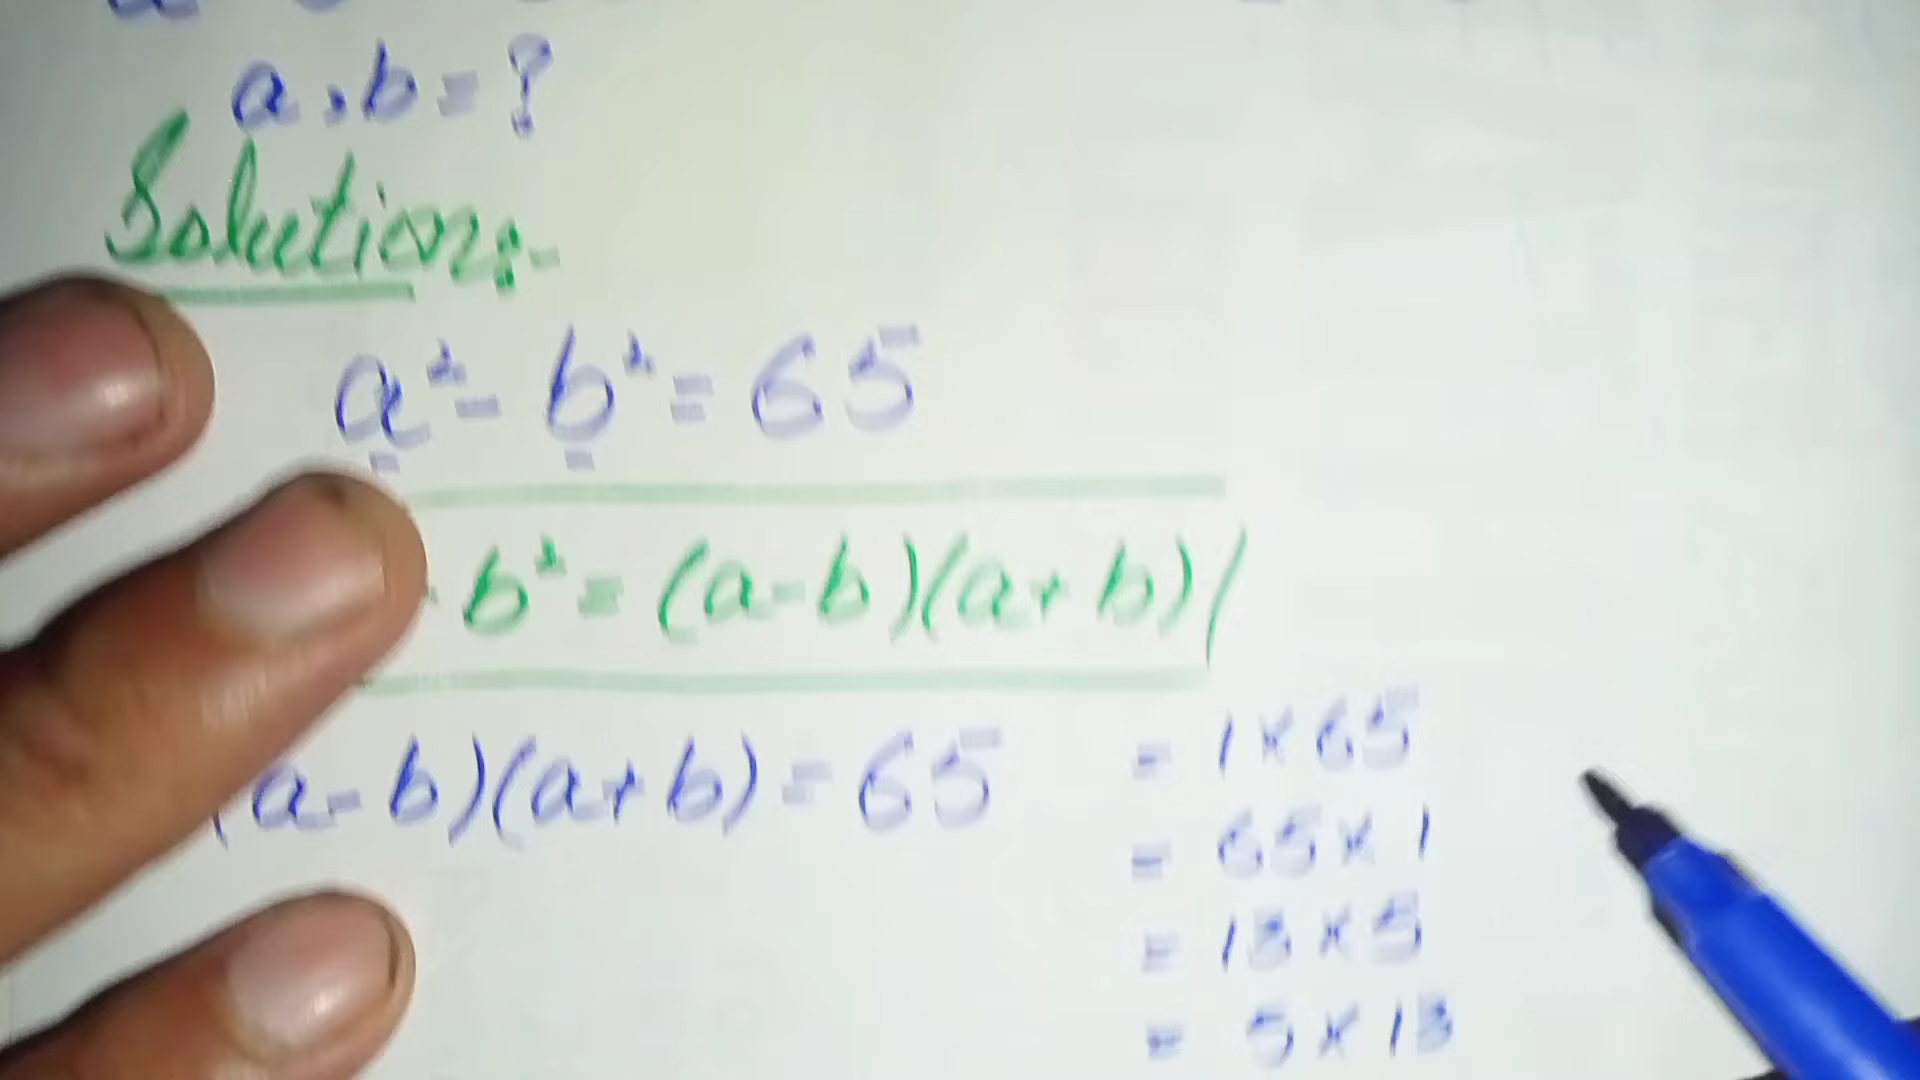 a, b = ?
Solution:-
a² - b² = 65
b² = (a-b)(a+b)
(a-b)(a+b) = 65
= 1 x 65
= 65 x 1
= 13 x 5
= 5 x 13